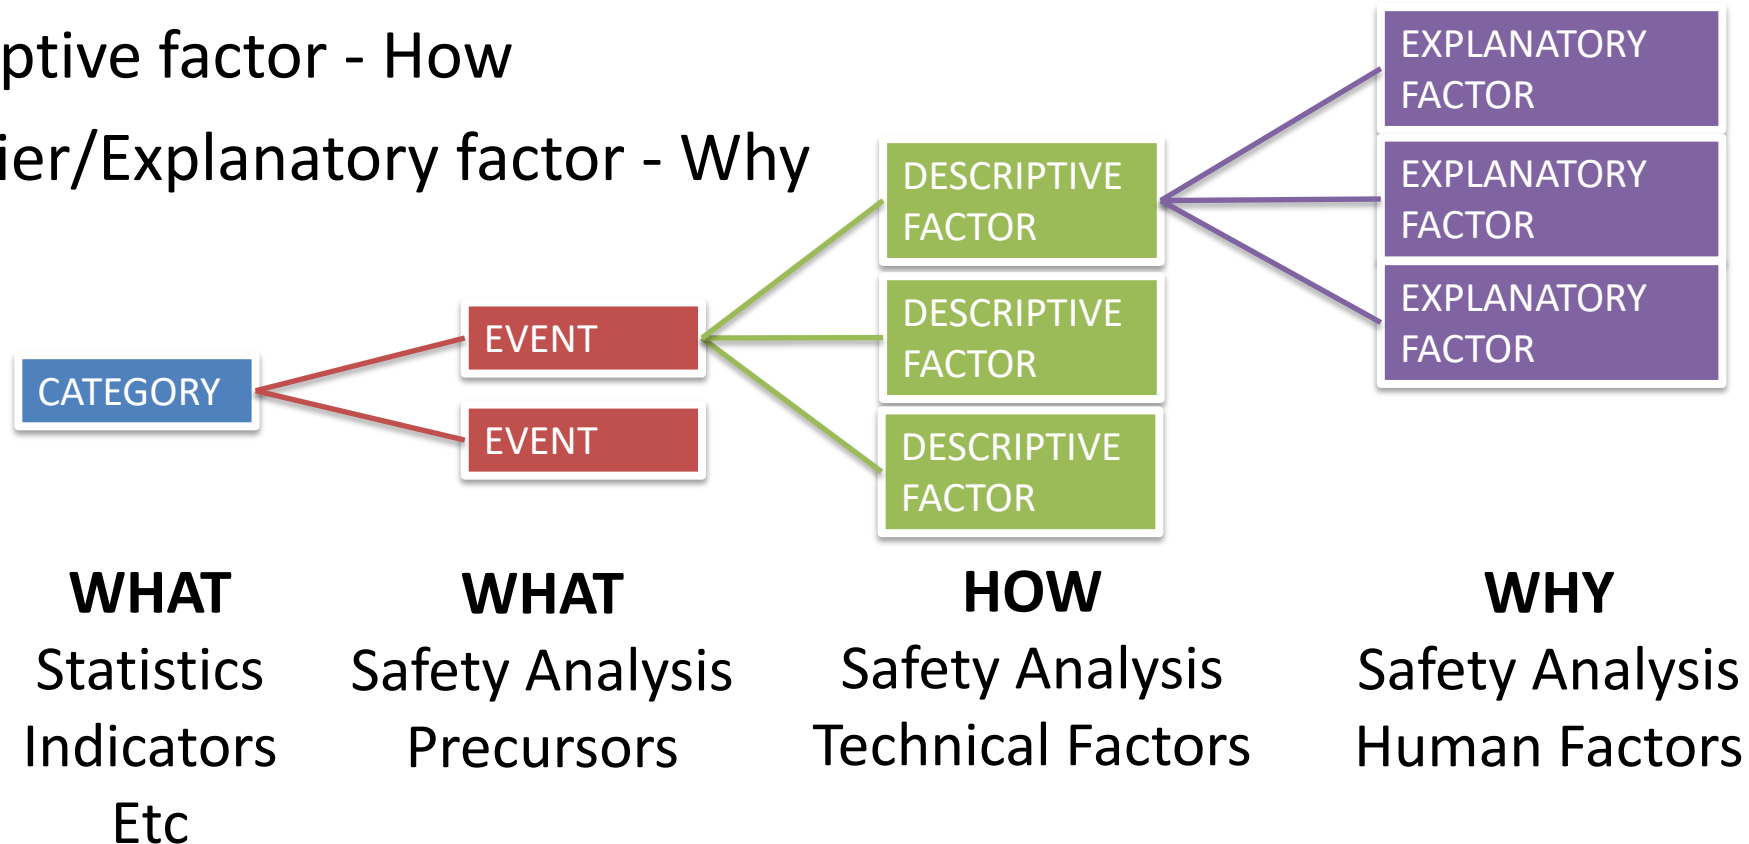 ptive factor - How
ier/Explanatory factor - Why
CATEGORY
EVENT
EVENT
DESCRIPTIVE
FACTOR
DESCRIPTIVE
FACTOR
DESCRIPTIVE
FACTOR
EXPLANATORY
FACTOR
EXPLANATORY
FACTOR
EXPLANATORY
FACTOR
WHAT
Statistics
Indicators
Etc
WHAT
Safety Analysis
Precursors
HOW
Safety Analysis
Technical Factors
WHY
Safety Analysis
Human Factors